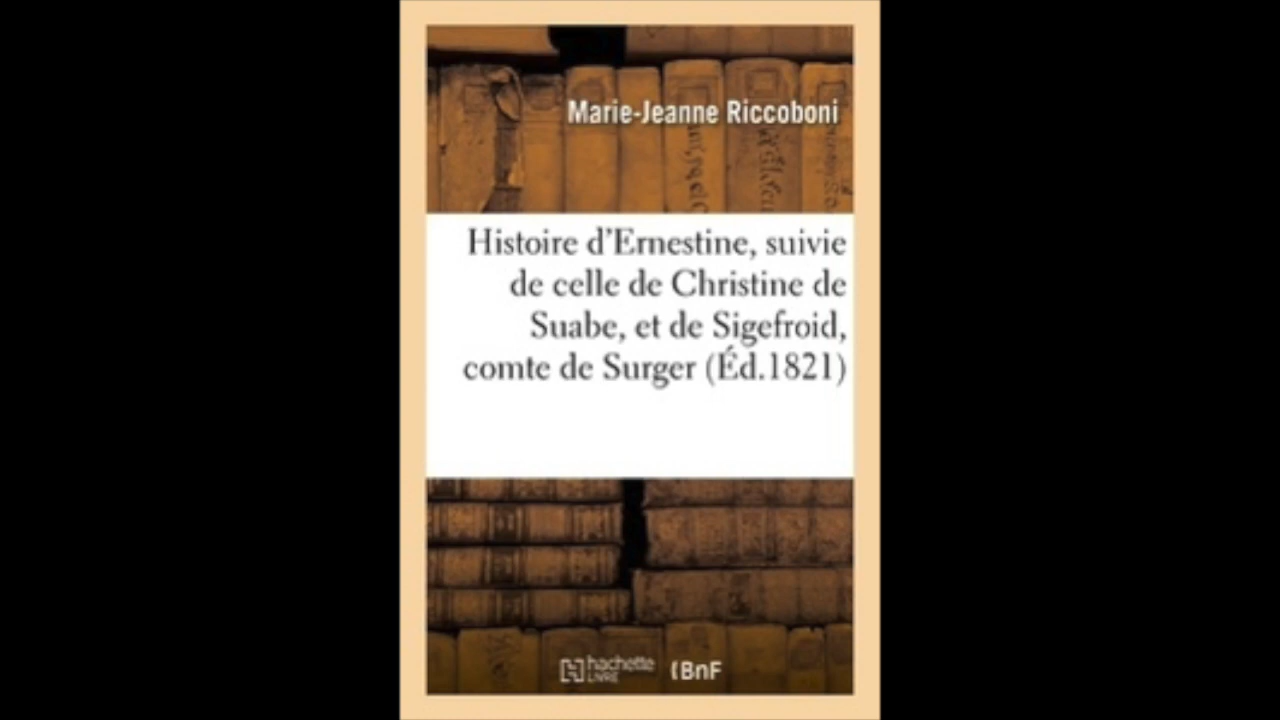 Marie-Jeanne Riccoboni
Histoire d'Ernestine, suivie
de celle de Christine de
Suabe, et de Sigefroid,
comte de Surger (Éd.1821)
hachette
LIVRE
(BnF